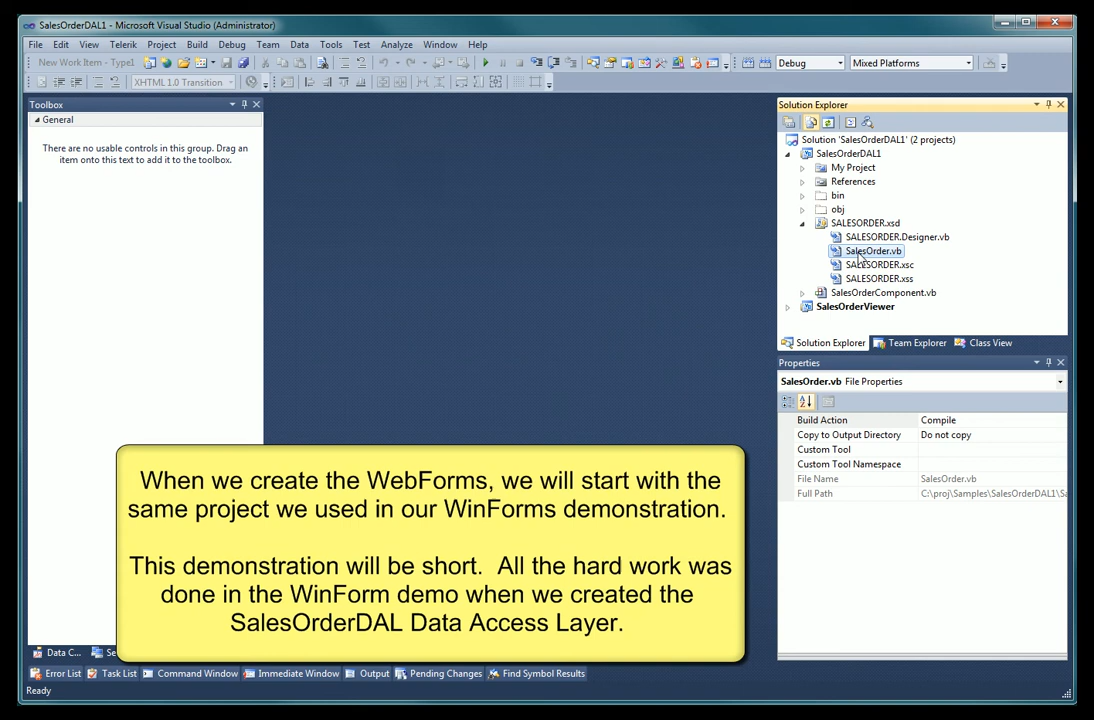 SalesOrderDAL1 - Microsoft Visual Studio (Administrator)
File Edit View Telerik Project Build Debug Team Data Tools Test Analyze Window Help
New Work Item - Type1 Debug Mixed Platforms
XHTML 1.0 Transition
Toolbox
General
There are no usable controls in this group. Drag an
item onto this text to add it to the toolbox.
Solution Explorer
Solution 'SalesOrderDAL1' (2 projects)
SalesOrderDAL1
My Project
References
bin
obj
SALESORDER.xsd
SALESORDER.Designer.vb
SalesOrder.vb
SALESORDER.xsc
SALESORDER.xss
SalesOrderComponent.vb
SalesOrderViewer
Solution Explorer Team Explorer Class View
Properties
SalesOrder.vb File Properties
Build Action Compile
Copy to Output Directory Do not copy
Custom Tool
Custom Tool Namespace
File Name SalesOrder.vb
Full Path C:\proj\Samples\SalesOrderDAL1\Sa
When we create the WebForms, we will start with the
same project we used in our WinForms demonstration.
This demonstration will be short. All the hard work was
done in the WinForm demo when we created the
SalesOrderDAL Data Access Layer.
Data C... Se
Error List Task List Command Window Immediate Window Output Pending Changes Find Symbol Results
Ready